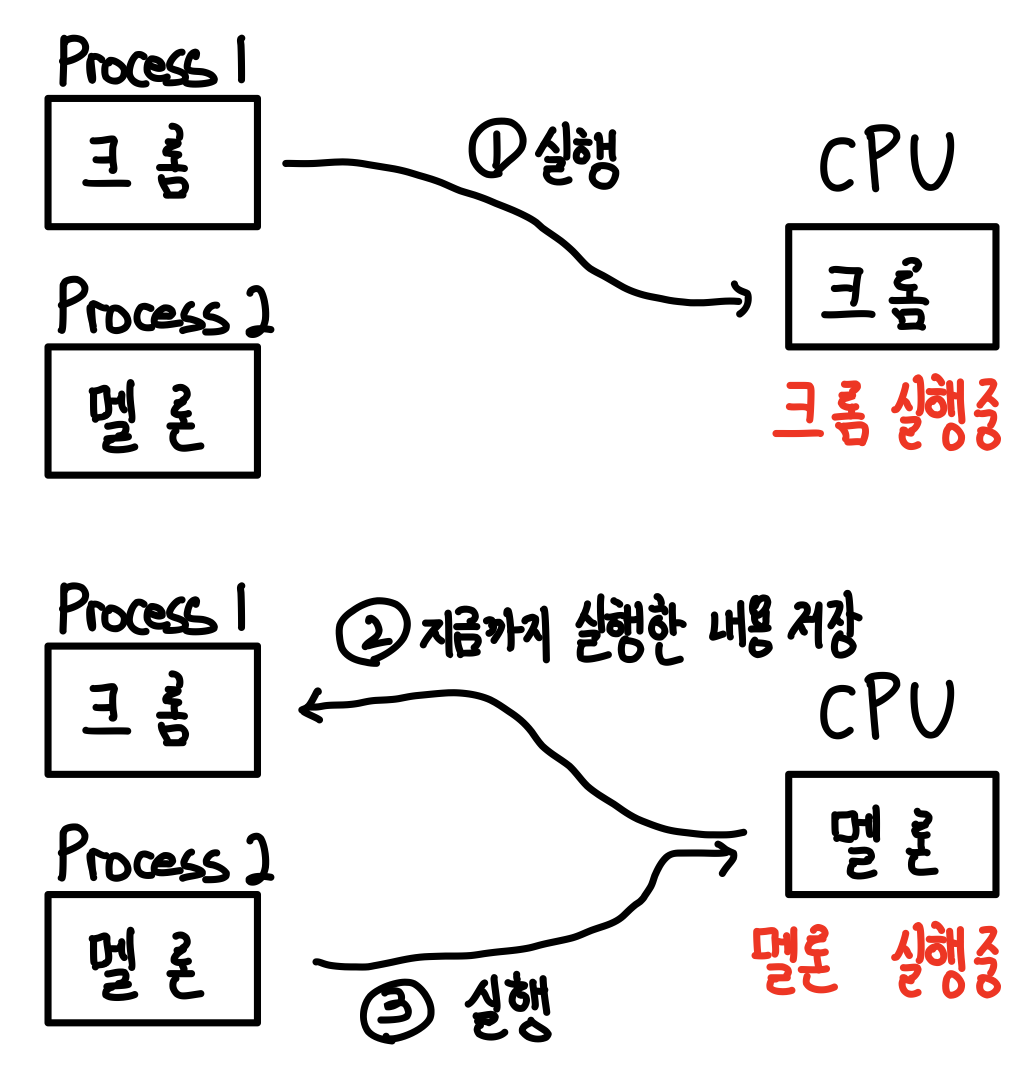 Process 1
크롬
① 실행
CPU
크롬
크롬 실행중
Process 2
멜론
Process 1
크롬
② 지금까지 실행한 내용 저장
CPU
멜론
멜론 실행중
Process 2
멜론
③ 실행